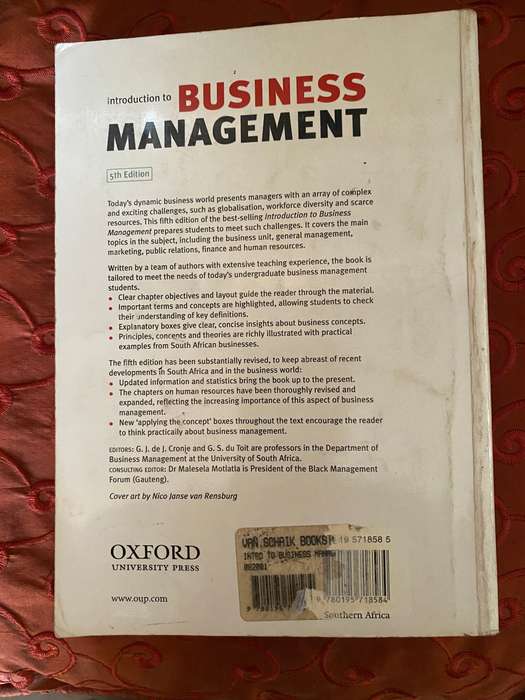 Introduction to BUSINESS
MANAGEMENT
5th Edition
Today's dynamic business world presents managers with an array of complex
and exciting challenges, such as globalisation, workforce diversity and scarce
resources. This fifth edition of the best-selling Introduction to Business
Management prepares students to meet such challenges. It covers the main
topics in the subject, including the business unit, general management,
marketing, public relations, finance and human resources.
Written by a team of authors with extensive teaching experience, the book is
tailored to meet the needs of today's undergraduate business management
students.
• Clear chapter objectives and layout guide the reader through the material.
• Important terms and concepts are highlighted, allowing students to check
their understanding of key definitions.
• Explanatory boxes give clear, concise insights about business concepts.
• Principles, concepts and theories are richly illustrated with practical
examples from South African businesses.
The fifth edition has been substantially revised, to keep abreast of recent
developments in South Africa and in the business world:
• Updated information and statistics bring the book up to the present.
• The chapters on human resources have been thoroughly revised and
expanded, reflecting the increasing importance of this aspect of business
management.
• New 'applying the concept' boxes throughout the text encourage the reader
to think practically about business management.
EDITORS: G. J. de J. Cronje and G. S. du Toit are professors in the Department of
Business Management at the University of South Africa.
CONSULTING EDITOR: Dr Malesela Motlatla is President of the Black Management
Forum (Gauteng).
Cover art by Nico Janse van Rensburg
VAN SCHAIK BOOKS 19 571858 5
INTRO TO BUSINESS MANAG
OXFORD
UNIVERSITY PRESS
www.oup.com
780195 718584
Southern Africa